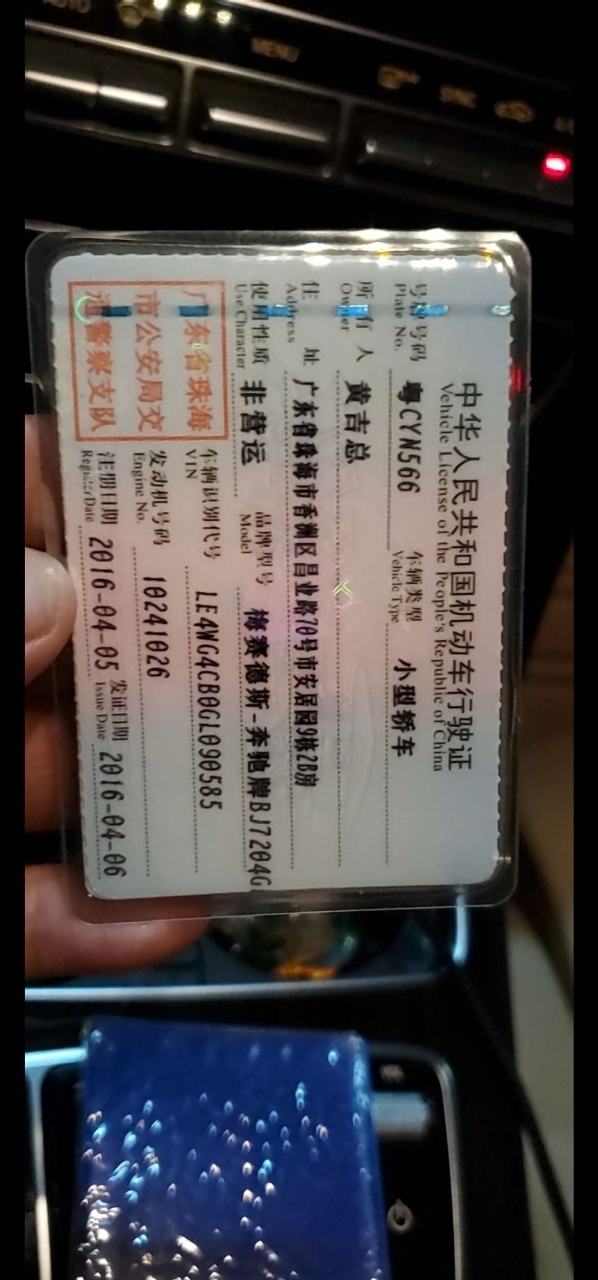 中华人民共和国机动车行驶证
Vehicle License of the People's Republic of China
号牌号码 粤CYN566 车辆类型 小型轿车
Plate No. Vehicle Type
所有人 黄吉总
Owner
住 址 广东省珠海市香洲区昌业路70号市安居园9栋2B房
Address
使用性质 非营运 品牌型号 梅赛德斯-奔驰牌BJ7204G
Use Character Model
广东省珠海
市公安局交
通警察支队
车辆识别代号 LE4WG4CB0GL090585
VIN
发动机号码 10241026
Engine No.
注册日期 2016-04-05 发证日期 2016-04-06
Register Date Issue Date
MENU
SYNC